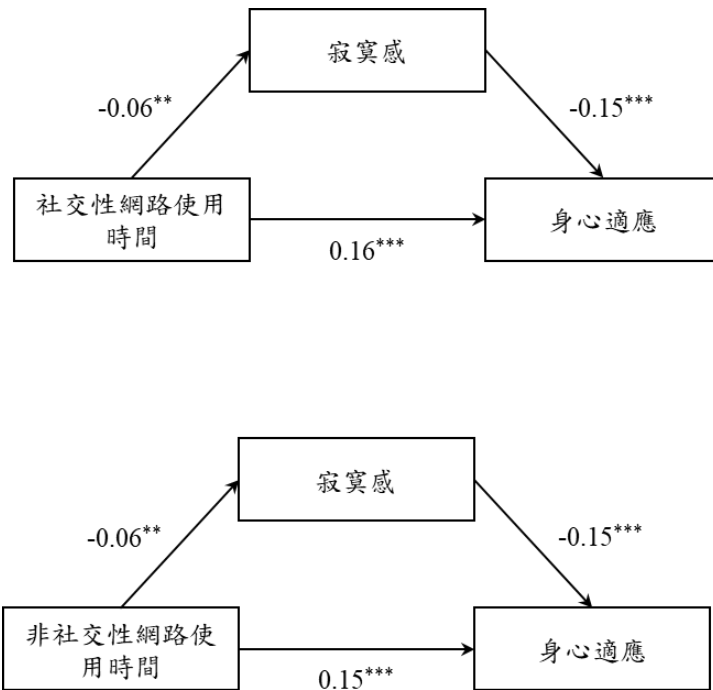 寂寞感
-0.06**
-0.15***
社交性網路使用
時間
身心適應
0.16***
寂寞感
-0.06**
-0.15***
非社交性網路使
用時間
身心適應
0.15***